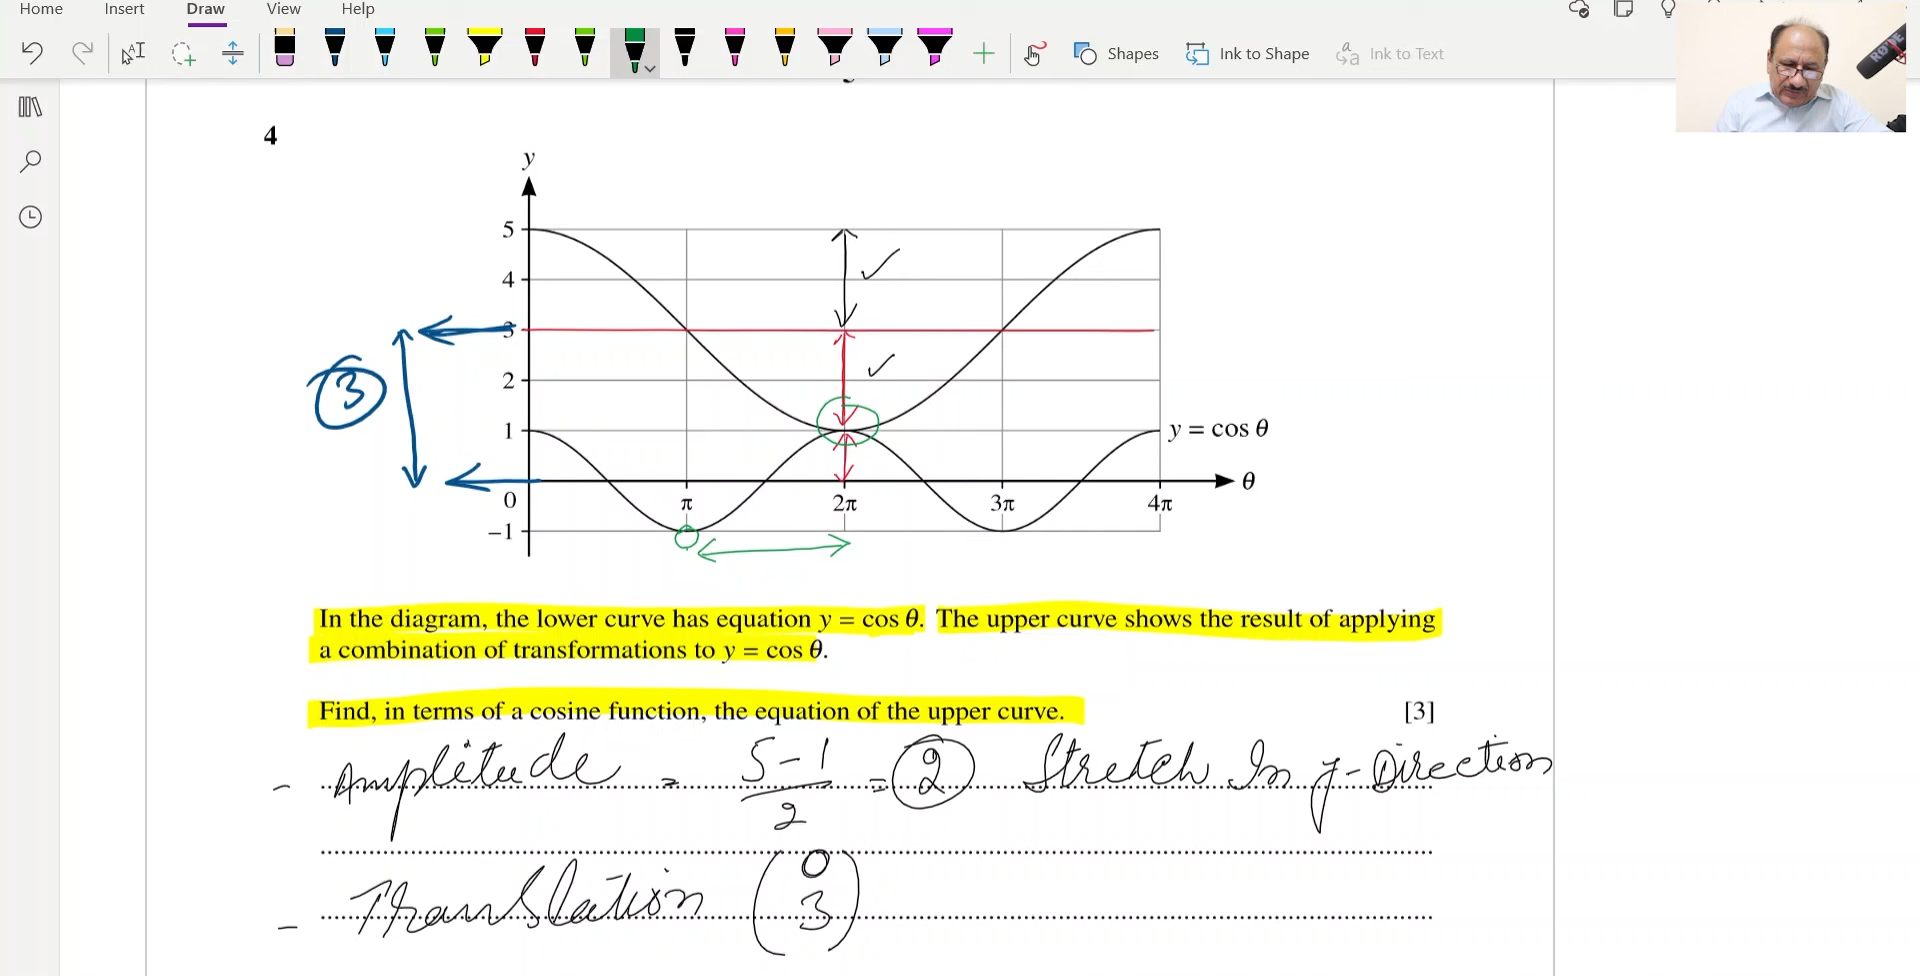 Home Insert Draw View Help
Shapes Ink to Shape Ink to Text
RØDE
4
y
5
4
3
2
1
0
−1
3
π 2π 3π 4π
y = cos θ
θ
In the diagram, the lower curve has equation y = cos θ. The upper curve shows the result of applying
a combination of transformations to y = cos θ.
Find, in terms of a cosine function, the equation of the upper curve. [3]
- Amplitude = 5-1/2 = 2 Stretch In y-Direction
- Translation (0 3)